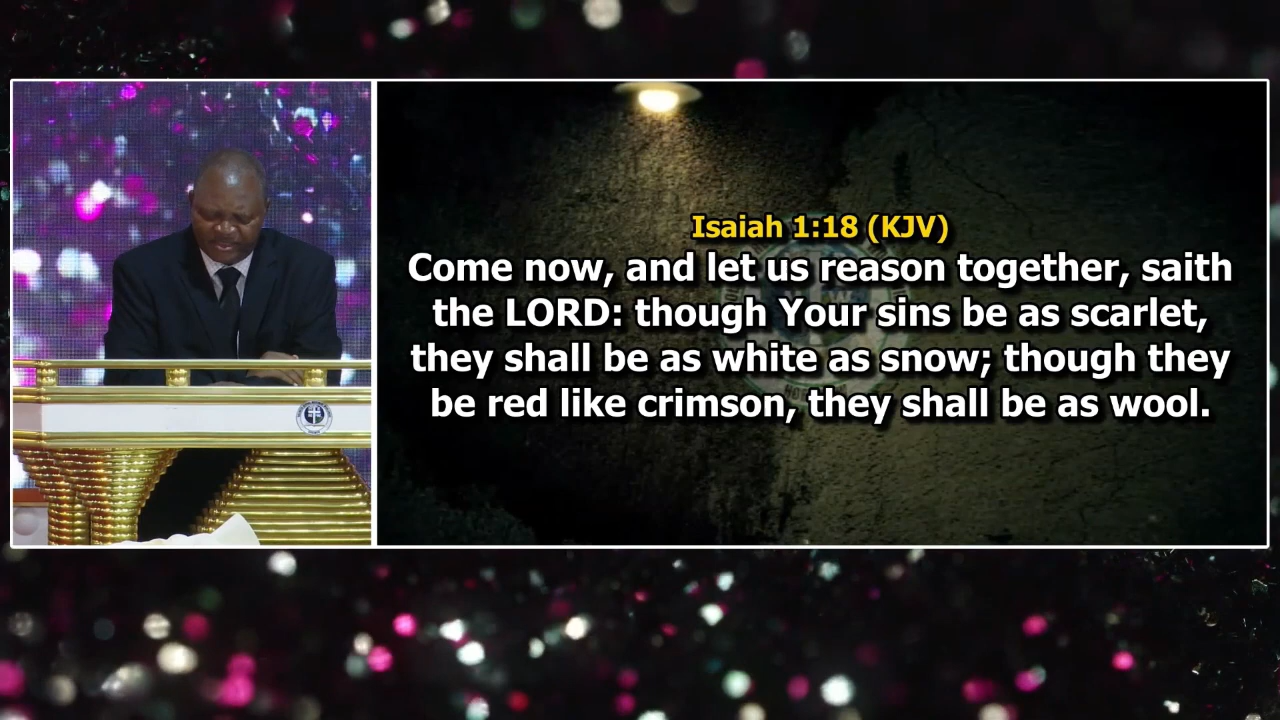 Isaiah 1:18 (KJV)
Come now, and let us reason together, saith
the LORD: though Your sins be as scarlet,
they shall be as white as snow; though they
be red like crimson, they shall be as wool.